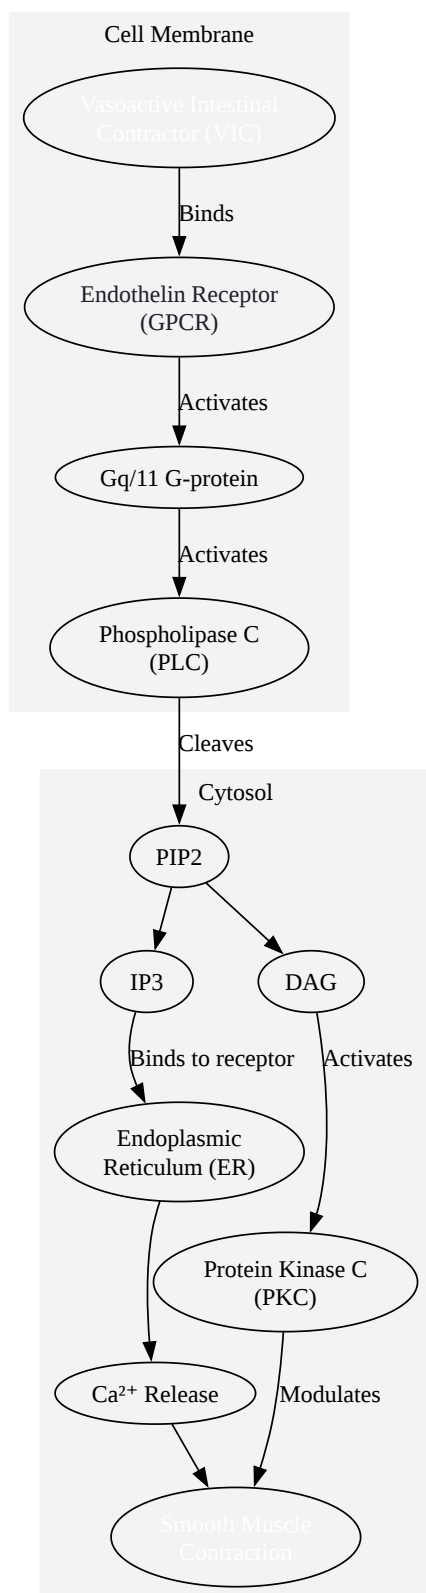 Cell Membrane
Vasoactive Intestinal
Contractor (VIC)
Binds
Endothelin Receptor
(GPCR)
Activates
Gq/11 G-protein
Activates
Phospholipase C
(PLC)
Cleaves
Cytosol
PIP2
IP3
DAG
Binds to receptor
Activates
Endoplasmic
Reticulum (ER)
Protein Kinase C
(PKC)
Ca²⁺ Release
Modulates
Smooth Muscle
Contraction